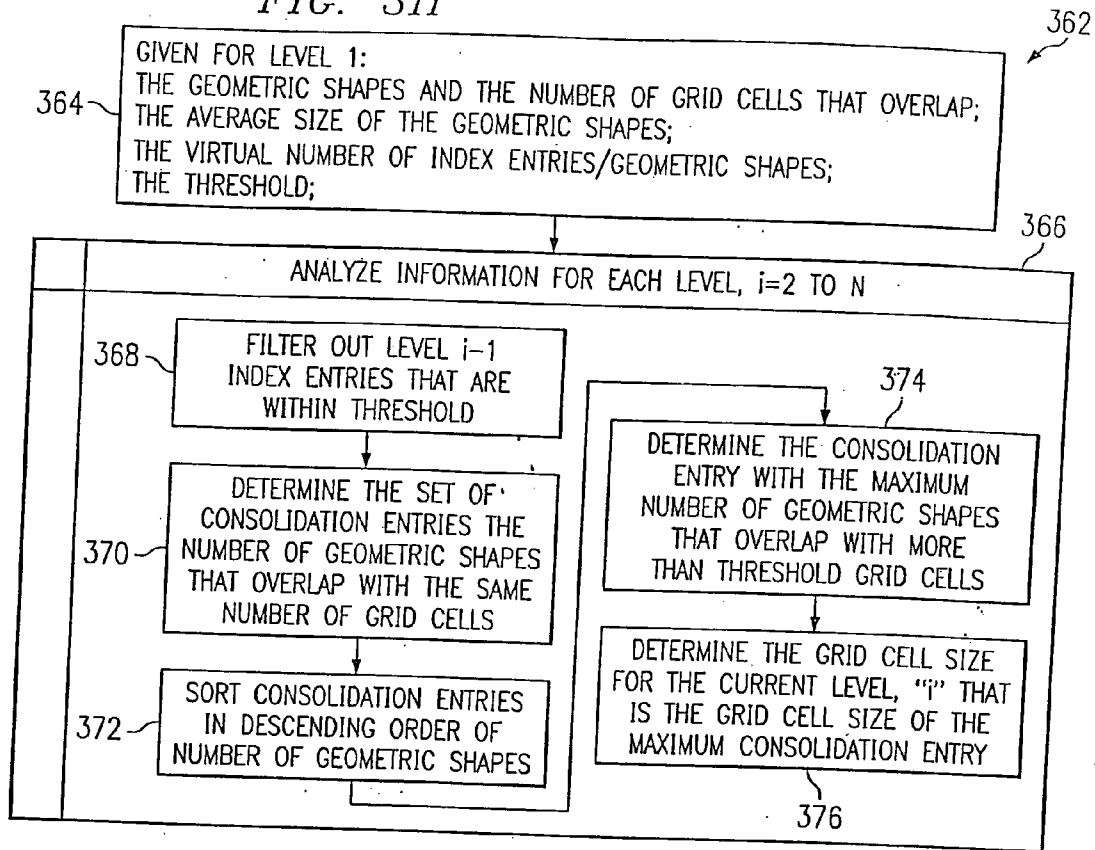 FIG. 3H
362
364
GIVEN FOR LEVEL 1:
THE GEOMETRIC SHAPES AND THE NUMBER OF GRID CELLS THAT OVERLAP;
THE AVERAGE SIZE OF THE GEOMETRIC SHAPES;
THE VIRTUAL NUMBER OF INDEX ENTRIES/GEOMETRIC SHAPES;
THE THRESHOLD;
366
ANALYZE INFORMATION FOR EACH LEVEL, i=2 TO N
368
FILTER OUT LEVEL i-1
INDEX ENTRIES THAT ARE
WITHIN THRESHOLD
370
DETERMINE THE SET OF
CONSOLIDATION ENTRIES THE
NUMBER OF GEOMETRIC SHAPES
THAT OVERLAP WITH THE SAME
NUMBER OF GRID CELLS
372
SORT CONSOLIDATION ENTRIES
IN DESCENDING ORDER OF
NUMBER OF GEOMETRIC SHAPES
374
DETERMINE THE CONSOLIDATION
ENTRY WITH THE MAXIMUM
NUMBER OF GEOMETRIC SHAPES
THAT OVERLAP WITH MORE
THAN THRESHOLD GRID CELLS
DETERMINE THE GRID CELL SIZE
FOR THE CURRENT LEVEL, "i" THAT
IS THE GRID CELL SIZE OF THE
MAXIMUM CONSOLIDATION ENTRY
376